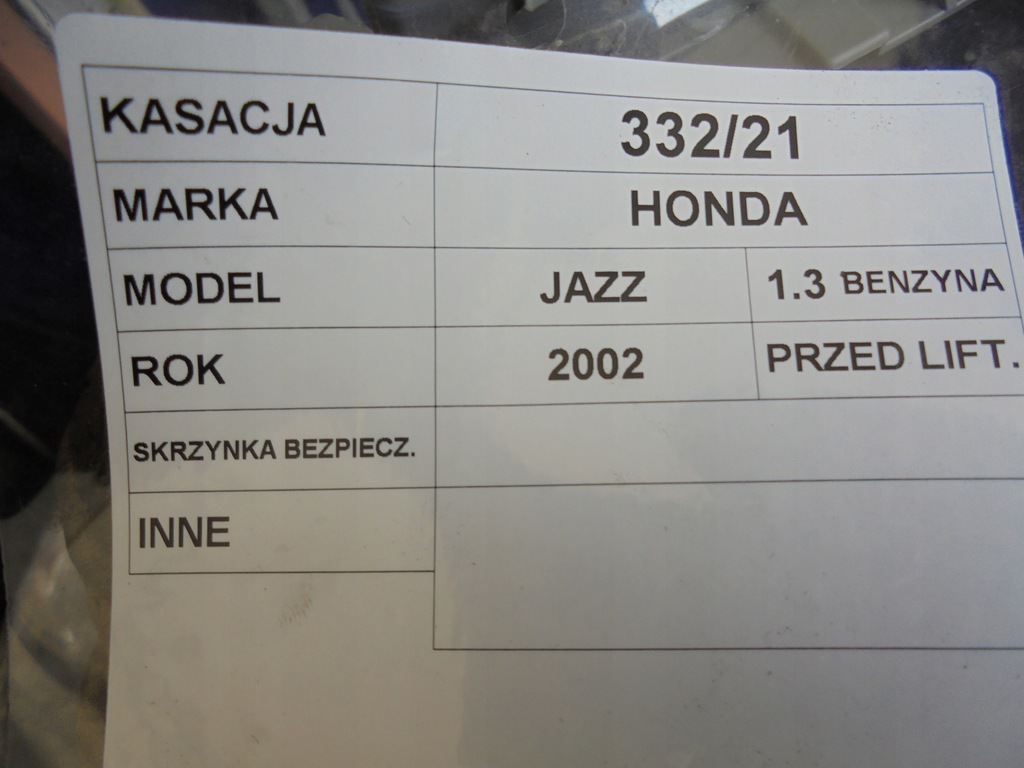 KASACJA 332/21
MARKA HONDA
MODEL JAZZ 1.3 BENZYNA
ROK 2002 PRZED LIFT.
SKRZYNKA BEZPIECZ.
INNE